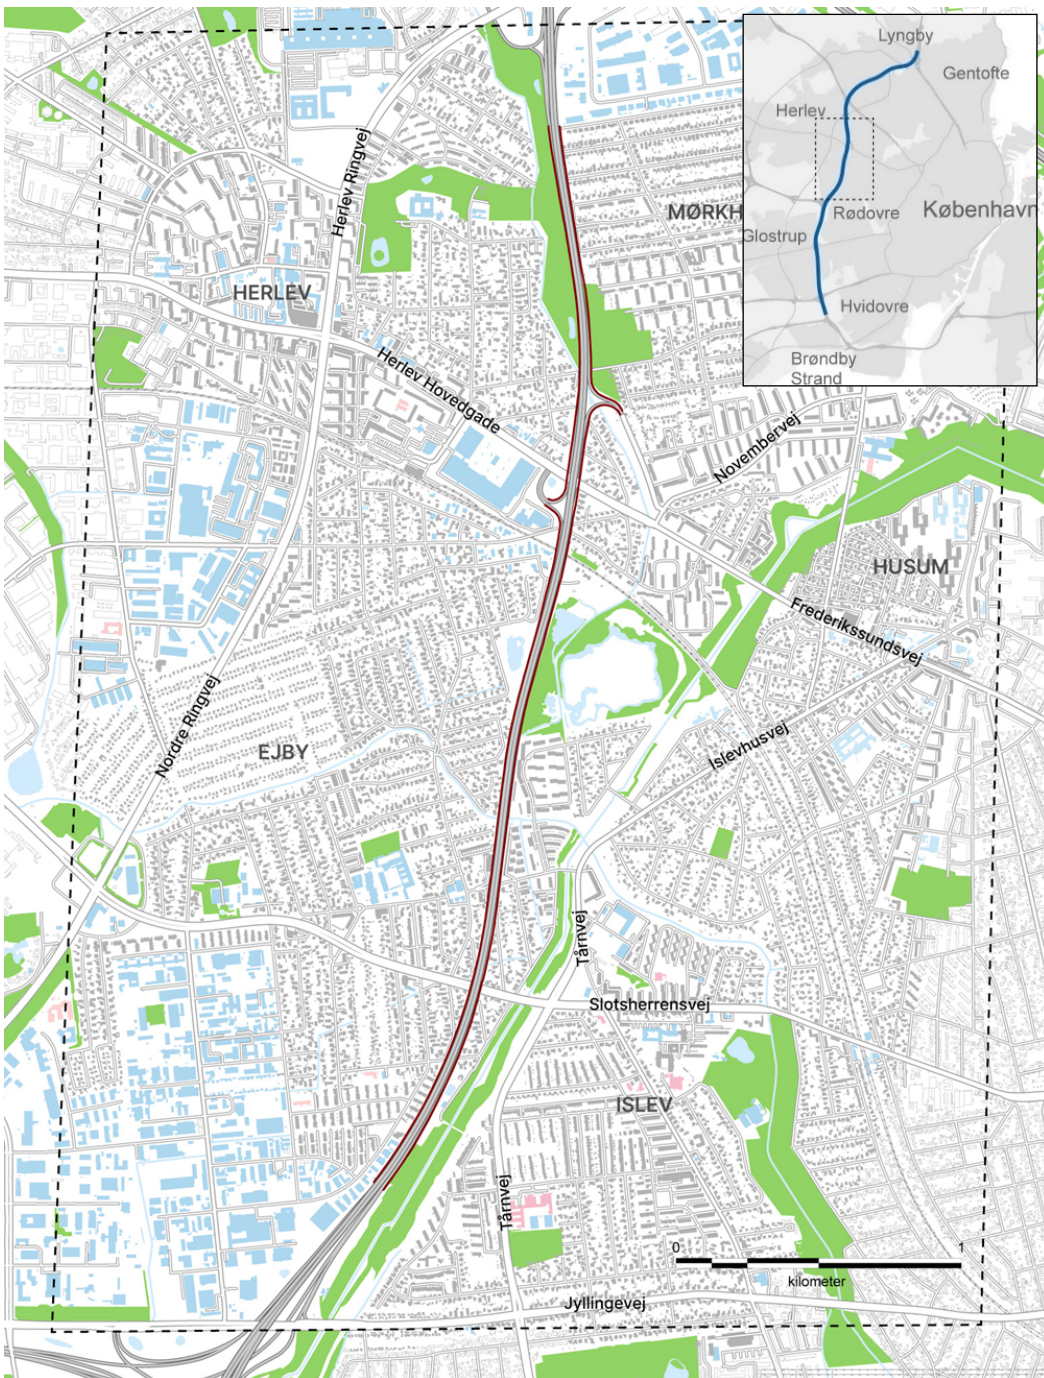 Lyngby
Gentofte
Herlev
Rødovre
København
Glostrup
Hvidovre
Brøndby
Strand
Herlev Ringvej
MØRKH
HERLEV
Herlev Hovedgade
Novembervej
HUSUM
Frederikssundsvej
Nordre Ringvej
EJBY
Islevhusvej
Tårnvej
Slotsherrensvej
ISLEV
Tårnvej
0 1
kilometer
Jyllingevej